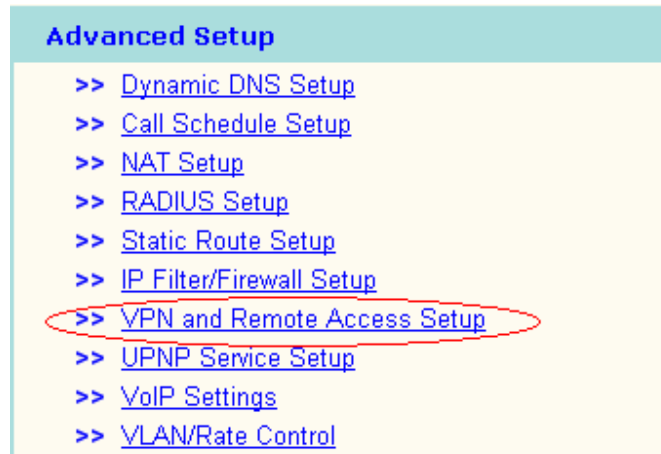 Advanced Setup
>> Dynamic DNS Setup
>> Call Schedule Setup
>> NAT Setup
>> RADIUS Setup
>> Static Route Setup
>> IP Filter/Firewall Setup
>> VPN and Remote Access Setup
>> UPNP Service Setup
>> VoIP Settings
>> VLAN/Rate Control